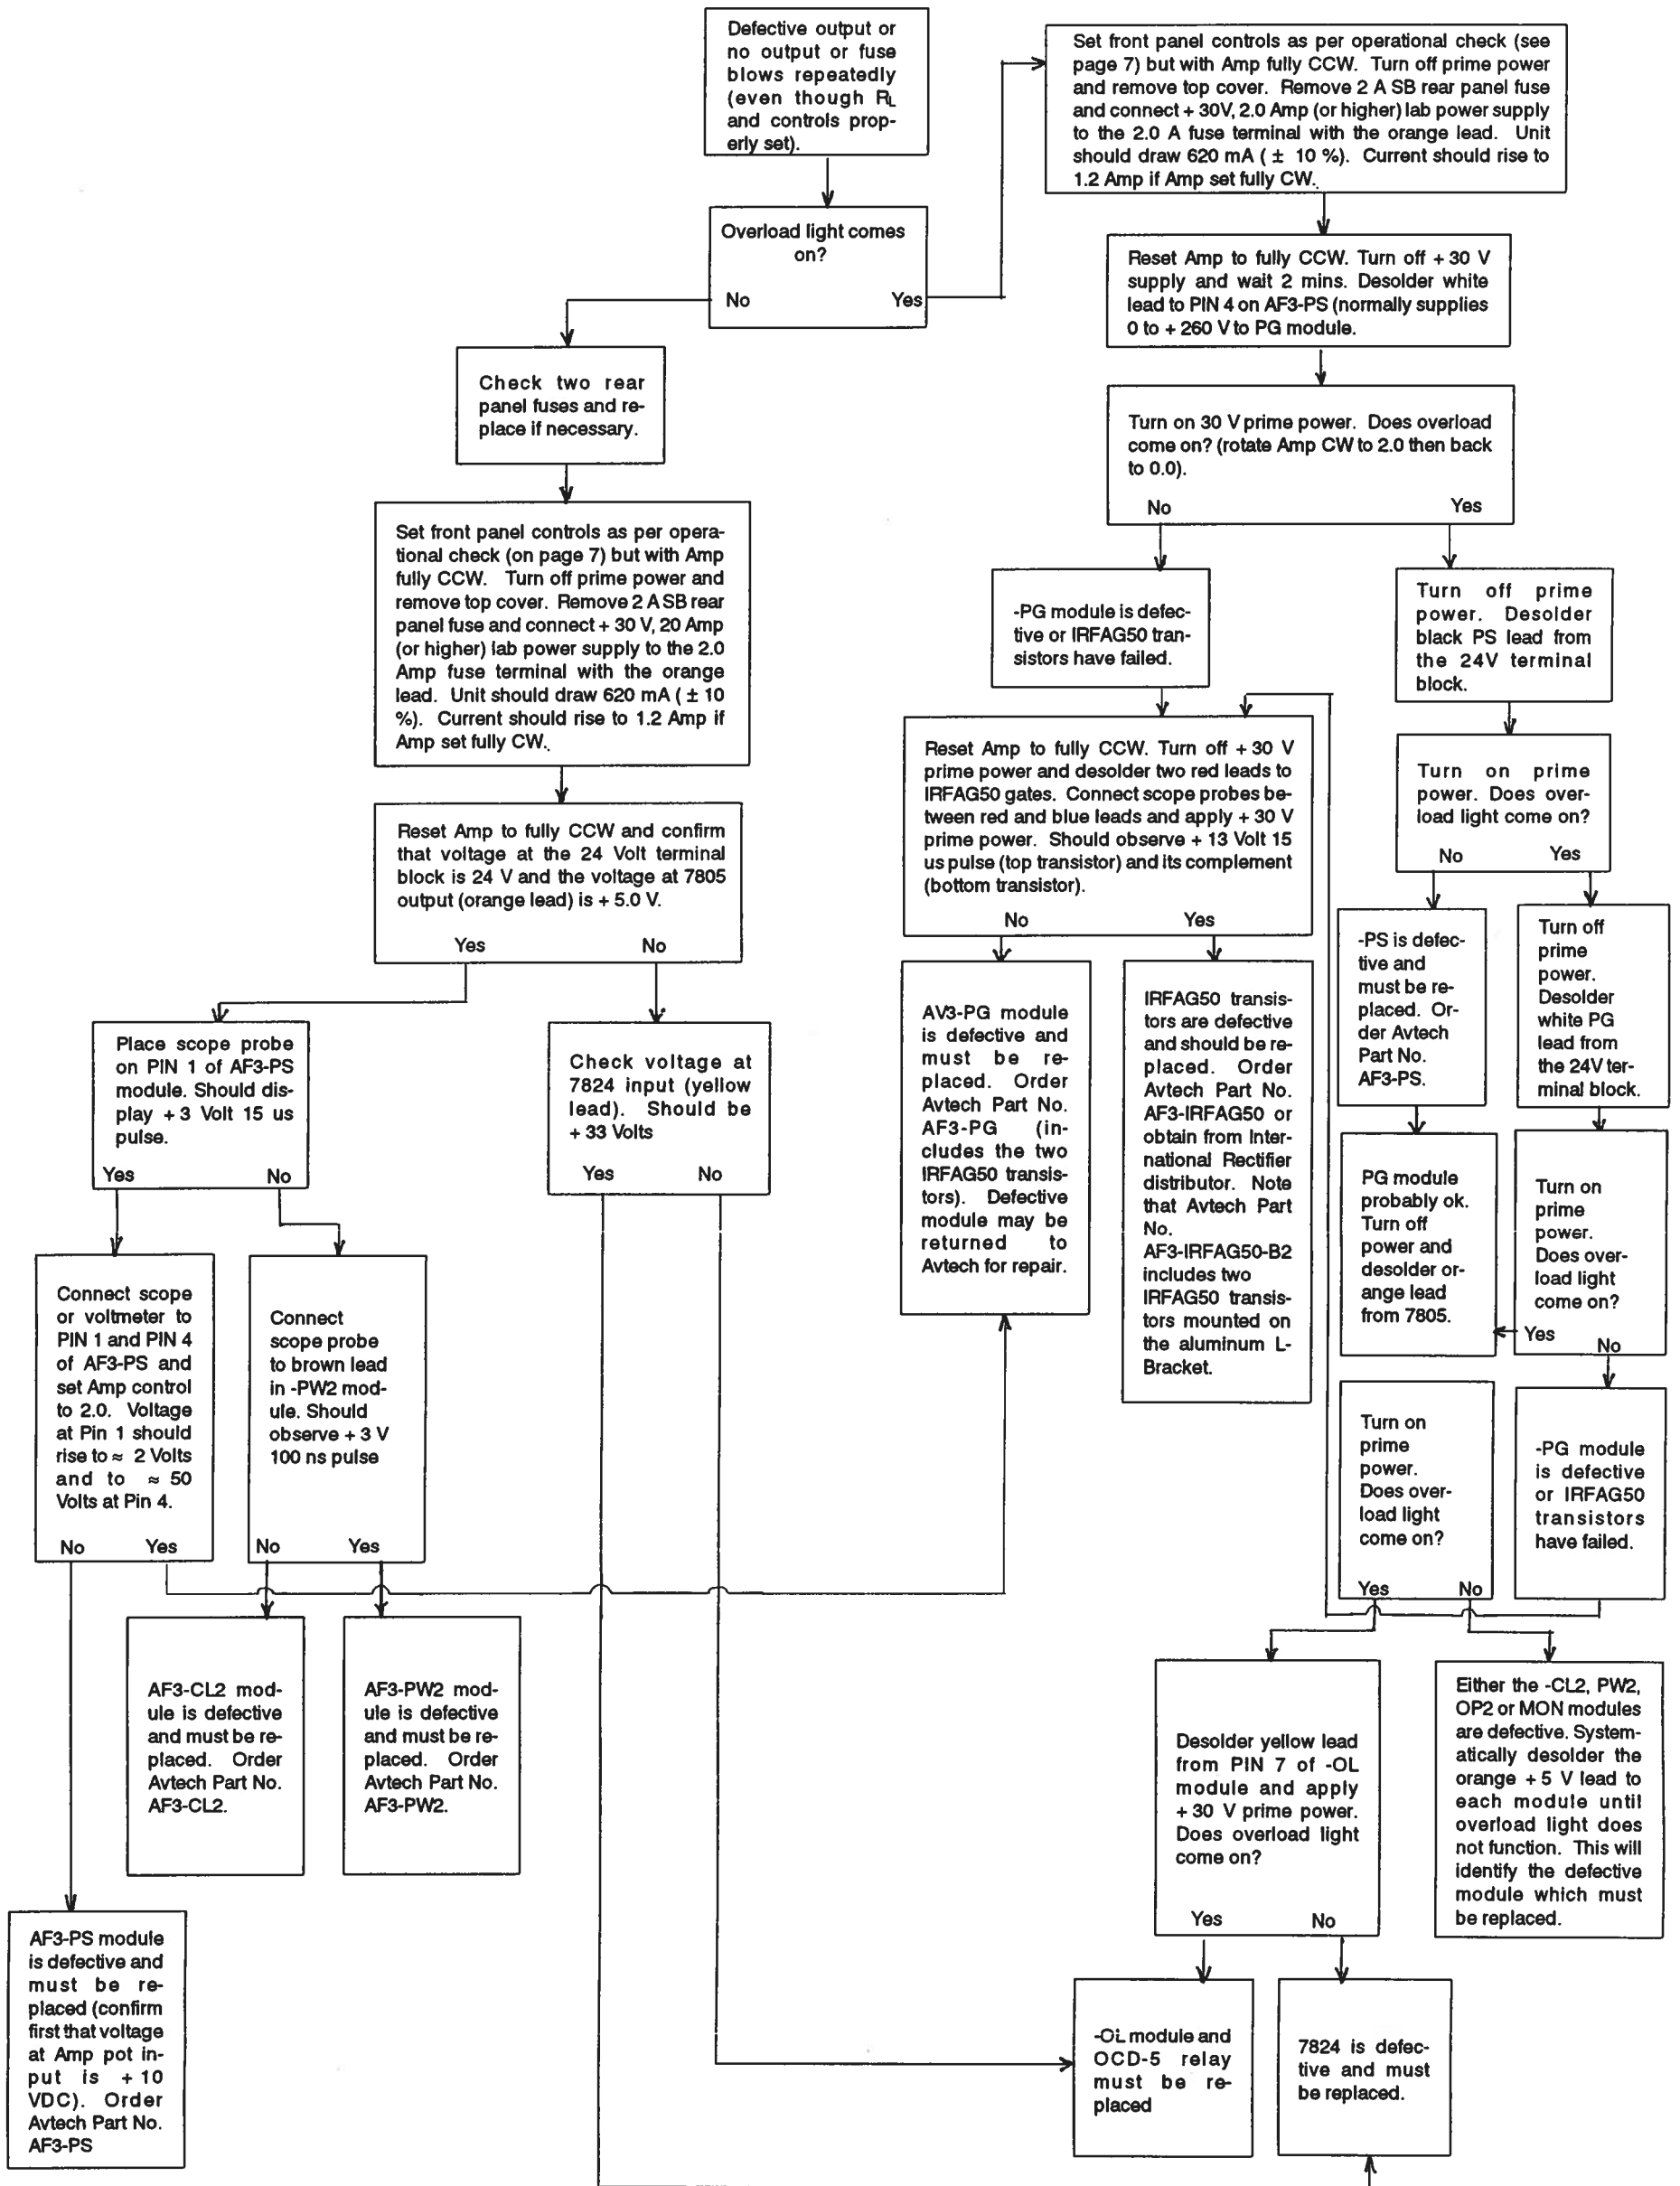 Defective output or
no output or fuse
blows repeatedly
(even though RL
and controls prop-
erly set).
Set front panel controls as per operational check (see
page 7) but with Amp fully CCW. Turn off prime power
and remove top cover. Remove 2 A SB rear panel fuse
and connect + 30V, 2.0 Amp (or higher) lab power supply
to the 2.0 A fuse terminal with the orange lead. Unit
should draw 620 mA ( ± 10 %). Current should rise to
1.2 Amp if Amp set fully CW.
Overload light comes
on?
No Yes
Reset Amp to fully CCW. Turn off + 30 V
supply and wait 2 mins. Desolder white
lead to PIN 4 on AF3-PS (normally supplies
0 to + 260 V to PG module.
Check two rear
panel fuses and re-
place if necessary.
Turn on 30 V prime power. Does overload
come on? (rotate Amp CW to 2.0 then back
to 0.0).
No Yes
Set front panel controls as per opera-
tional check (on page 7) but with Amp
fully CCW. Turn off prime power and
remove top cover. Remove 2 A SB rear
panel fuse and connect + 30 V, 20 Amp
(or higher) lab power supply to the 2.0
Amp fuse terminal with the orange
lead. Unit should draw 620 mA ( ± 10
%). Current should rise to 1.2 Amp if
Amp set fully CW.
-PG module is defec-
tive or IRFAG50 tran-
sistors have failed.
Turn off prime
power. Desolder
black PS lead from
the 24V terminal
block.
Reset Amp to fully CCW. Turn off + 30 V
prime power and desolder two red leads to
IRFAG50 gates. Connect scope probes be-
tween red and blue leads and apply + 30 V
prime power. Should observe + 13 Volt 15
us pulse (top transistor) and its complement
(bottom transistor).
No Yes
Turn on prime
power. Does over-
load light come on?
No Yes
Reset Amp to fully CCW and confirm
that voltage at the 24 Volt terminal
block is 24 V and the voltage at 7805
output (orange lead) is + 5.0 V.
Yes No
-PS is defec-
tive and
must be re-
placed. Or-
der Avtech
Part No.
AF3-PS.
Turn off
prime
power.
Desolder
white PG
lead from
the 24V ter-
minal block.
Place scope probe
on PIN 1 of AF3-PS
module. Should dis-
play + 3 Volt 15 us
pulse.
Yes No
Check voltage at
7824 input (yellow
lead). Should be
+ 33 Volts
Yes No
AV3-PG module
is defective and
must be re-
placed. Order
Avtech Part No.
AF3-PG (in-
cludes the two
IRFAG50 transis-
tors). Defective
module may be
returned to
Avtech for repair.
IRFAG50 transis-
tors are defective
and should be re-
placed. Order
Avtech Part No.
AF3-IRFAG50 or
obtain from Inter-
national Rectifier
distributor. Note
that Avtech Part
No.
AF3-IRFAG50-B2
includes two
IRFAG50 transis-
tors mounted on
the aluminum L-
Bracket.
PG module
probably ok.
Turn off
power and
desolder or-
ange lead
from 7805.
Turn on
prime
power.
Does over-
load light
come on?
Yes
No
Connect scope
or voltmeter to
PIN 1 and PIN 4
of AF3-PS and
set Amp control
to 2.0. Voltage
at Pin 1 should
rise to ≈ 2 Volts
and to ≈ 50
Volts at Pin 4.
No Yes
Connect
scope probe
to brown lead
in -PW2 mod-
ule. Should
observe + 3 V
100 ns pulse
No Yes
Turn on
prime
power.
Does over-
load light
come on?
Yes No
-PG module
is defective
or IRFAG50
transistors
have failed.
AF3-CL2 mod-
ule is defective
and must be re-
placed. Order
Avtech Part No.
AF3-CL2.
AF3-PW2 mod-
ule is defective
and must be re-
placed. Order
Avtech Part No.
AF3-PW2.
Desolder yellow lead
from PIN 7 of -OL
module and apply
+ 30 V prime power.
Does overload light
come on?
Yes No
Either the -CL2, PW2,
OP2 or MON modules
are defective. System-
atically desolder the
orange + 5 V lead to
each module until
overload light does
not function. This will
identify the defective
module which must
be replaced.
AF3-PS module
is defective and
must be re-
placed (confirm
first that voltage
at Amp pot in-
put is + 10
VDC). Order
Avtech Part No.
AF3-PS
-OL module and
OCD-5 relay
must be re-
placed
7824 is defec-
tive and must
be replaced.